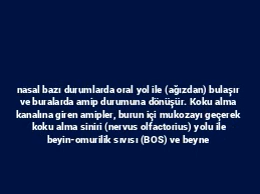 nasal bazı durumlarda oral yol ile (ağızdan) bulaşır
ve buralarda amip durumuna dönüşür. Koku alma
kanalına giren amipler, burun içi mukozayı geçerek
koku alma siniri (nervus olfactorius) yolu ile
beyin-omurilik sıvısı (BOS) ve beyne